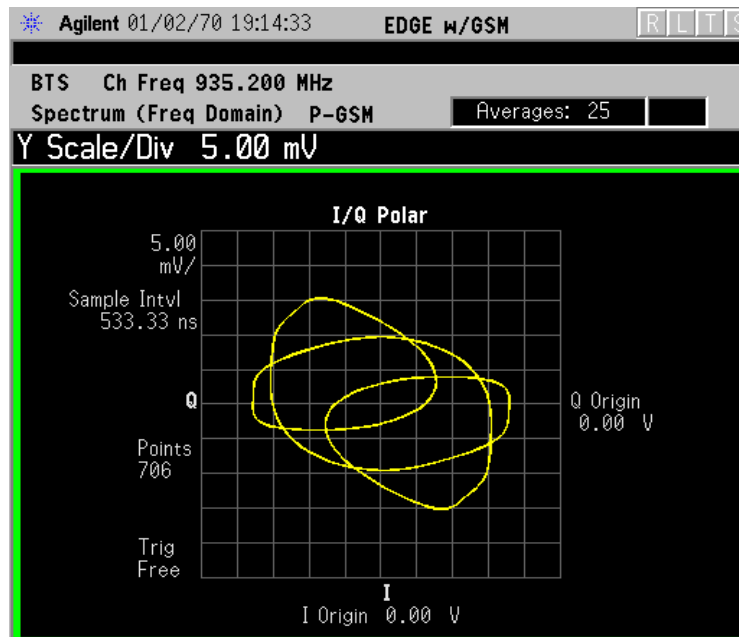 Agilent 01/02/70 19:14:33 EDGE w/GSM R L T S
BTS Ch Freq 935.200 MHz
Spectrum (Freq Domain) P-GSM Averages: 25
Y Scale/Div 5.00 mV
I/Q Polar
5.00
mV/
Sample Intvl
533.33 ns
Q
Q Origin
0.00 V
Points
706
Trig
Free
I
I Origin 0.00 V